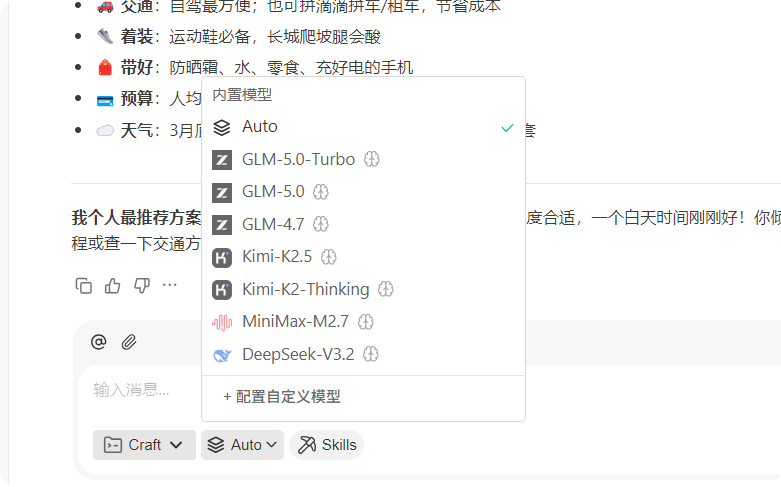 交通：自驾最方便；也可拼滴滴拼车/租车，节省成本
着装：运动鞋必备，长城爬坡腿会酸
带好：防晒霜、水、零食、充好电的手机
预算：人均
天气：3月底 套
我个人最推荐方案 度合适，一个白天时间刚刚好！你倾
程或查一下交通方
内置模型
Auto
GLM-5.0-Turbo
GLM-5.0
GLM-4.7
Kimi-K2.5
Kimi-K2-Thinking
MiniMax-M2.7
DeepSeek-V3.2
+ 配置自定义模型
输入消息...
Craft Auto Skills